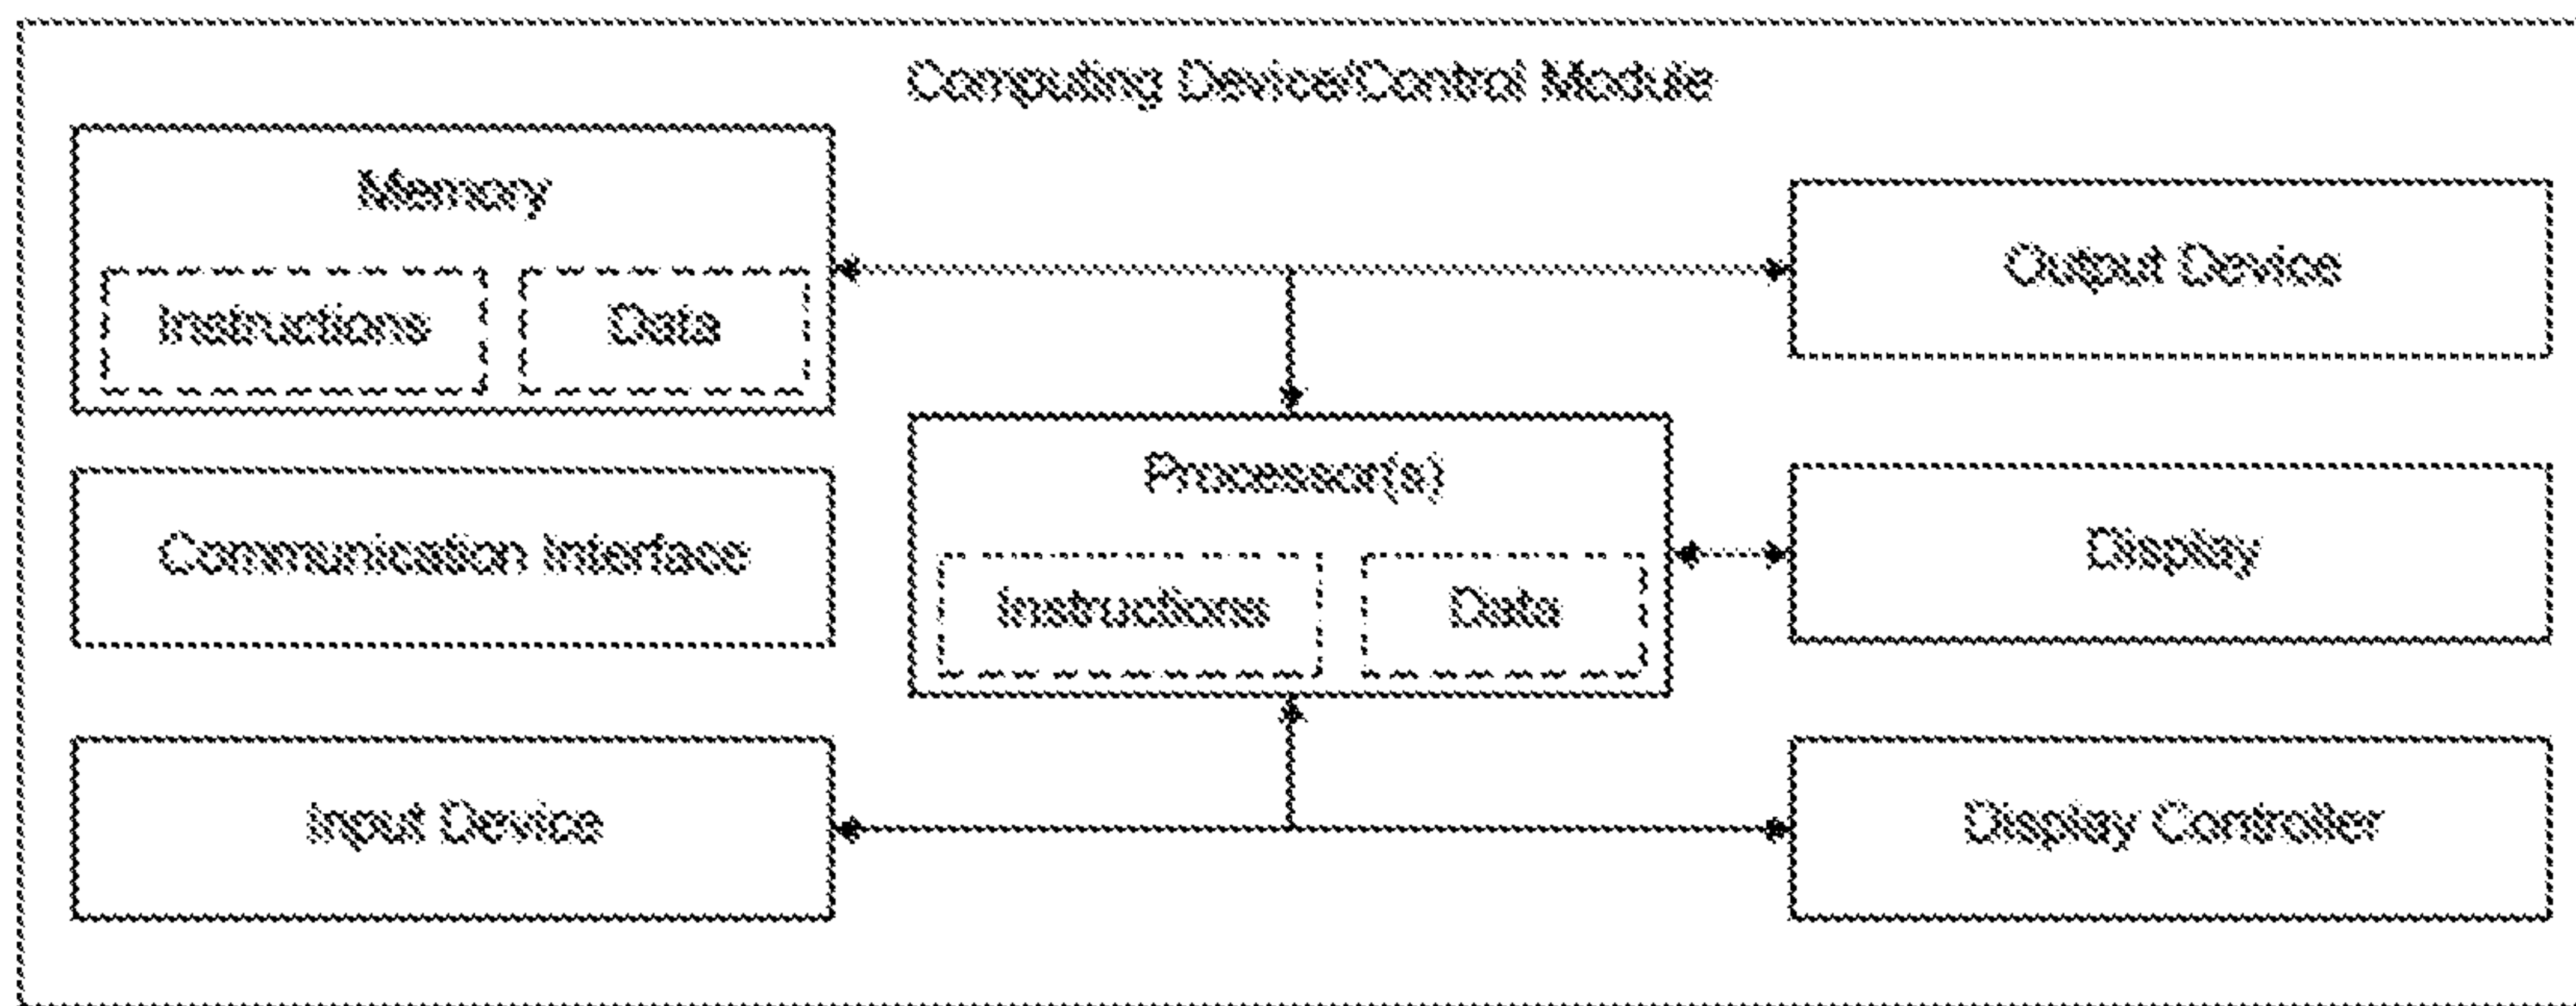 Computing Device/Control Module
Memory
Instructions
Data
Communication Interface
Input Device
Processor(s)
Instructions
Data
Output Device
Display
Display Controller